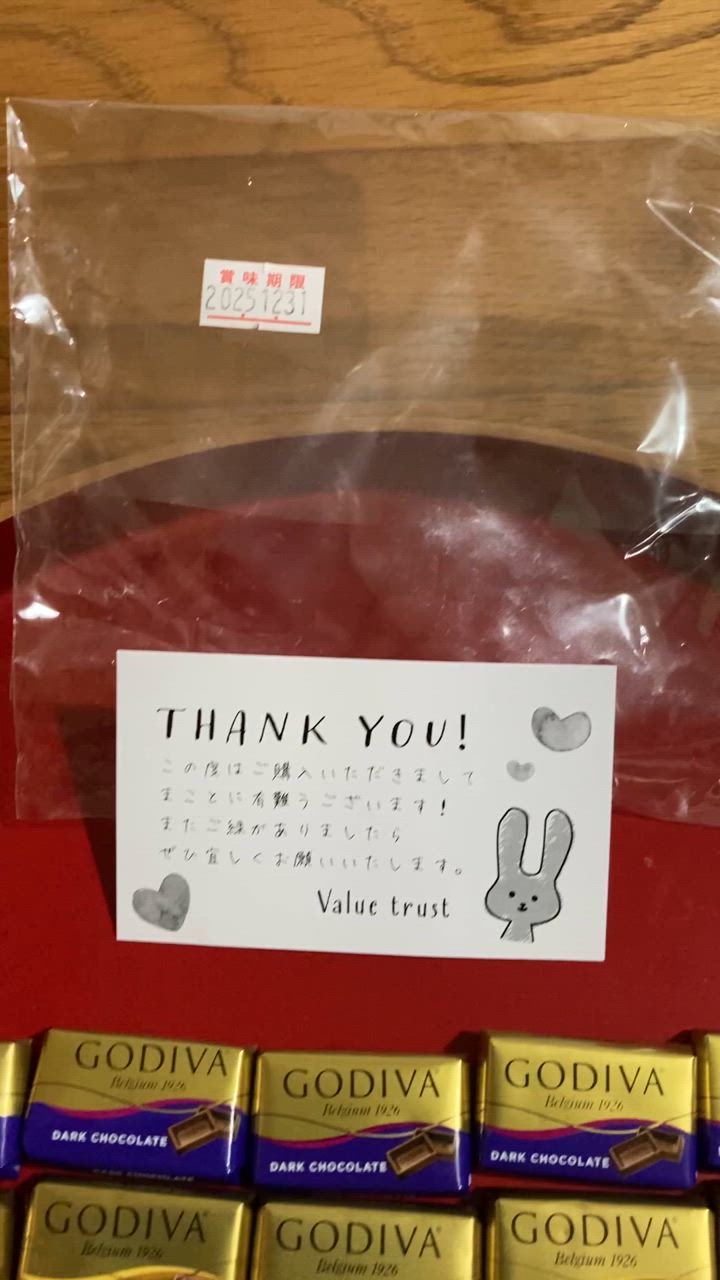 賞味期限
20251231
THANK YOU!
この度はご購入いただきまして
まことに有難うございます!
またご縁がありましたら
ぜひ宜しくお願いいたします。
Value trust
GODIVA
Belgium 1926
DARK CHOCOLATE
GODIVA
Belgium 1926
DARK CHOCOLATE
GODIVA
Belgium 1926
DARK CHOCOLATE
GODIVA
Belgium 1926
GODIVA
Belgium 1926
GODIVA
Belgium 1926